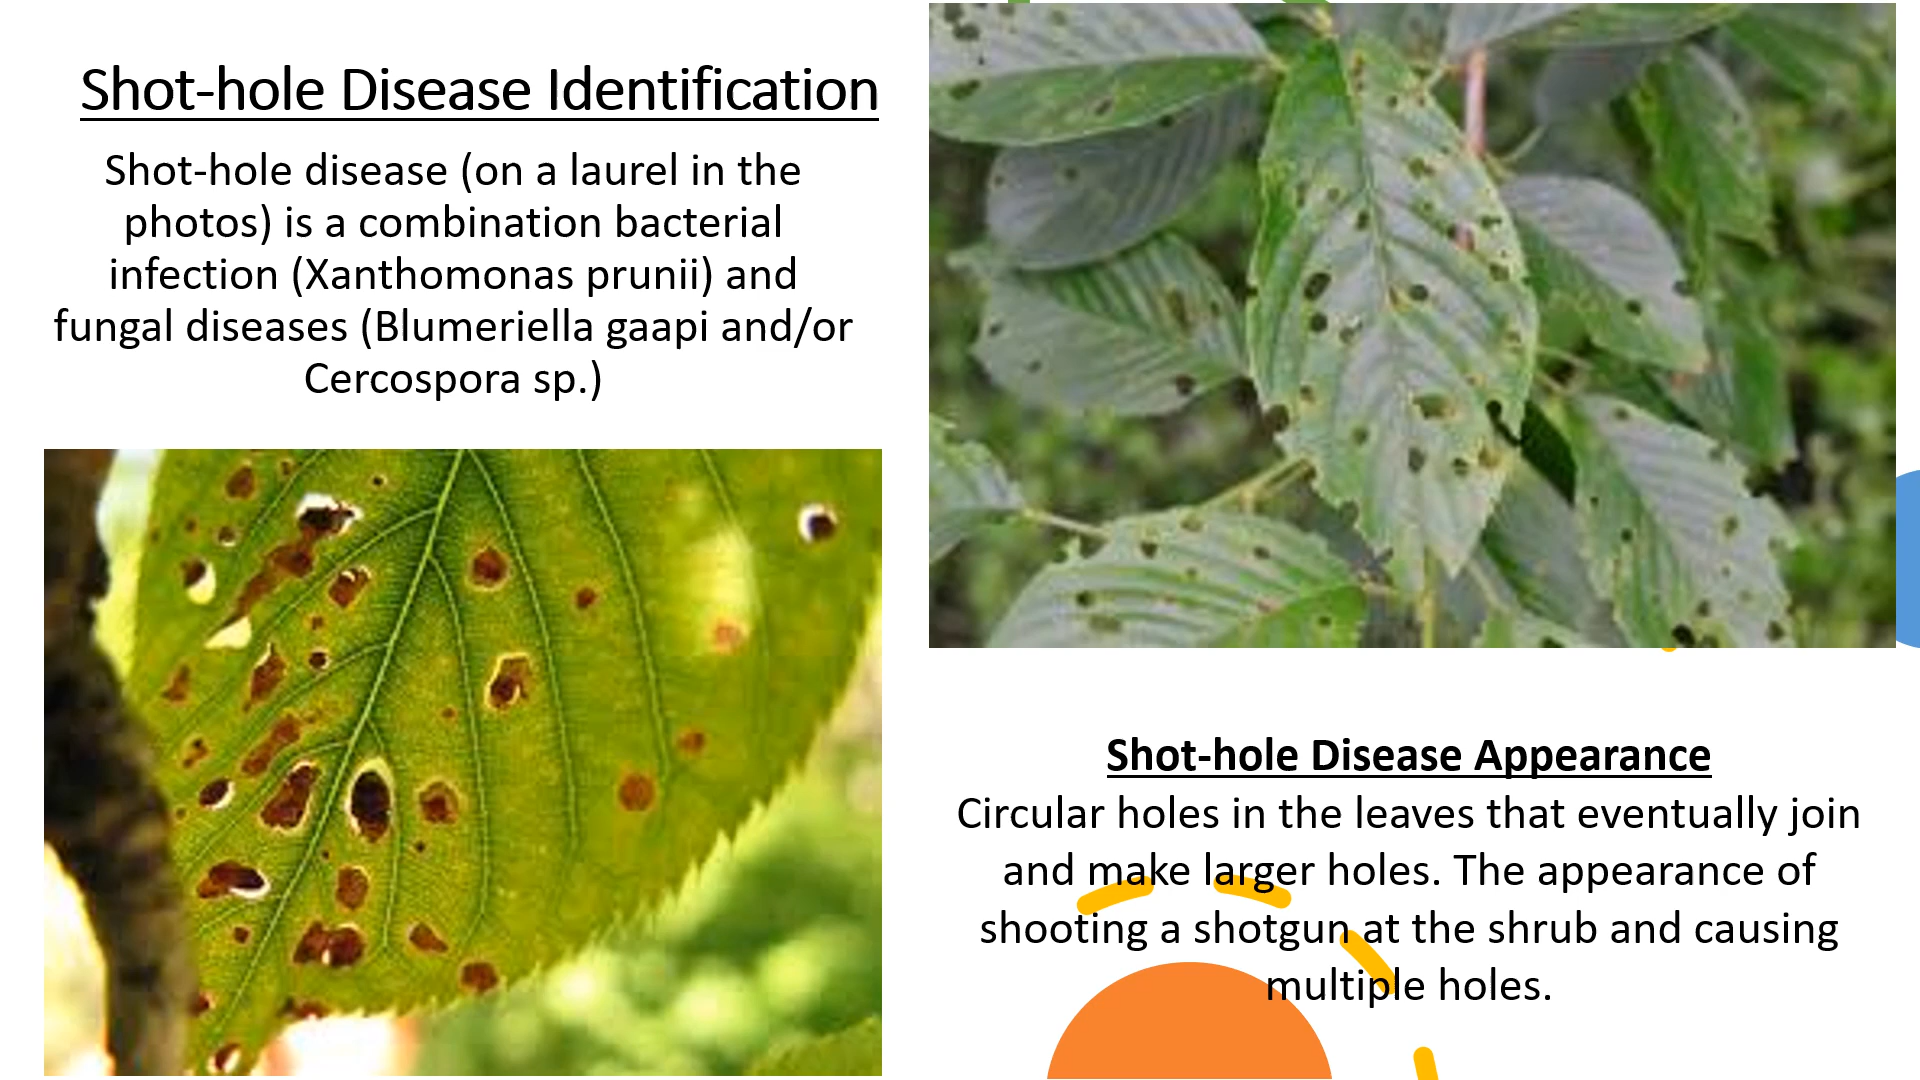 Shot-hole Disease Identification
Shot-hole disease (on a laurel in the
photos) is a combination bacterial
infection (Xanthomonas prunii) and
fungal diseases (Blumeriella gaapi and/or
Cercospora sp.)
Shot-hole Disease Appearance
Circular holes in the leaves that eventually join
and make larger holes. The appearance of
shooting a shotgun at the shrub and causing
multiple holes.